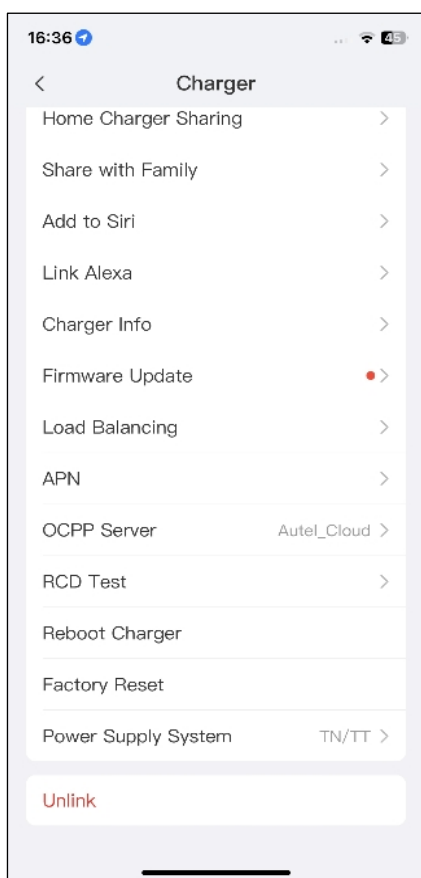 16:36
45
Charger
Home Charger Sharing
Share with Family
Add to Siri
Link Alexa
Charger Info
Firmware Update
Load Balancing
APN
OCPP Server Autel_Cloud
RCD Test
Reboot Charger
Factory Reset
Power Supply System TN/TT
Unlink